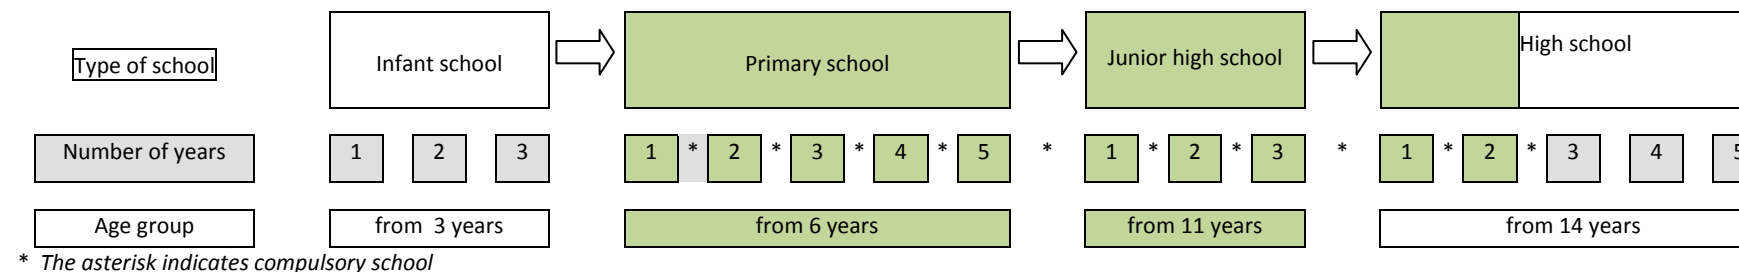 Type of school Infant school Primary school Junior high school High school
Number of years 1 2 3 1 * 2 * 3 * 4 * 5 * 1 * 2 * 3 * 1 * 2 * 3 4 5
Age group from 3 years from 6 years from 11 years from 14 years
* The asterisk indicates compulsory school